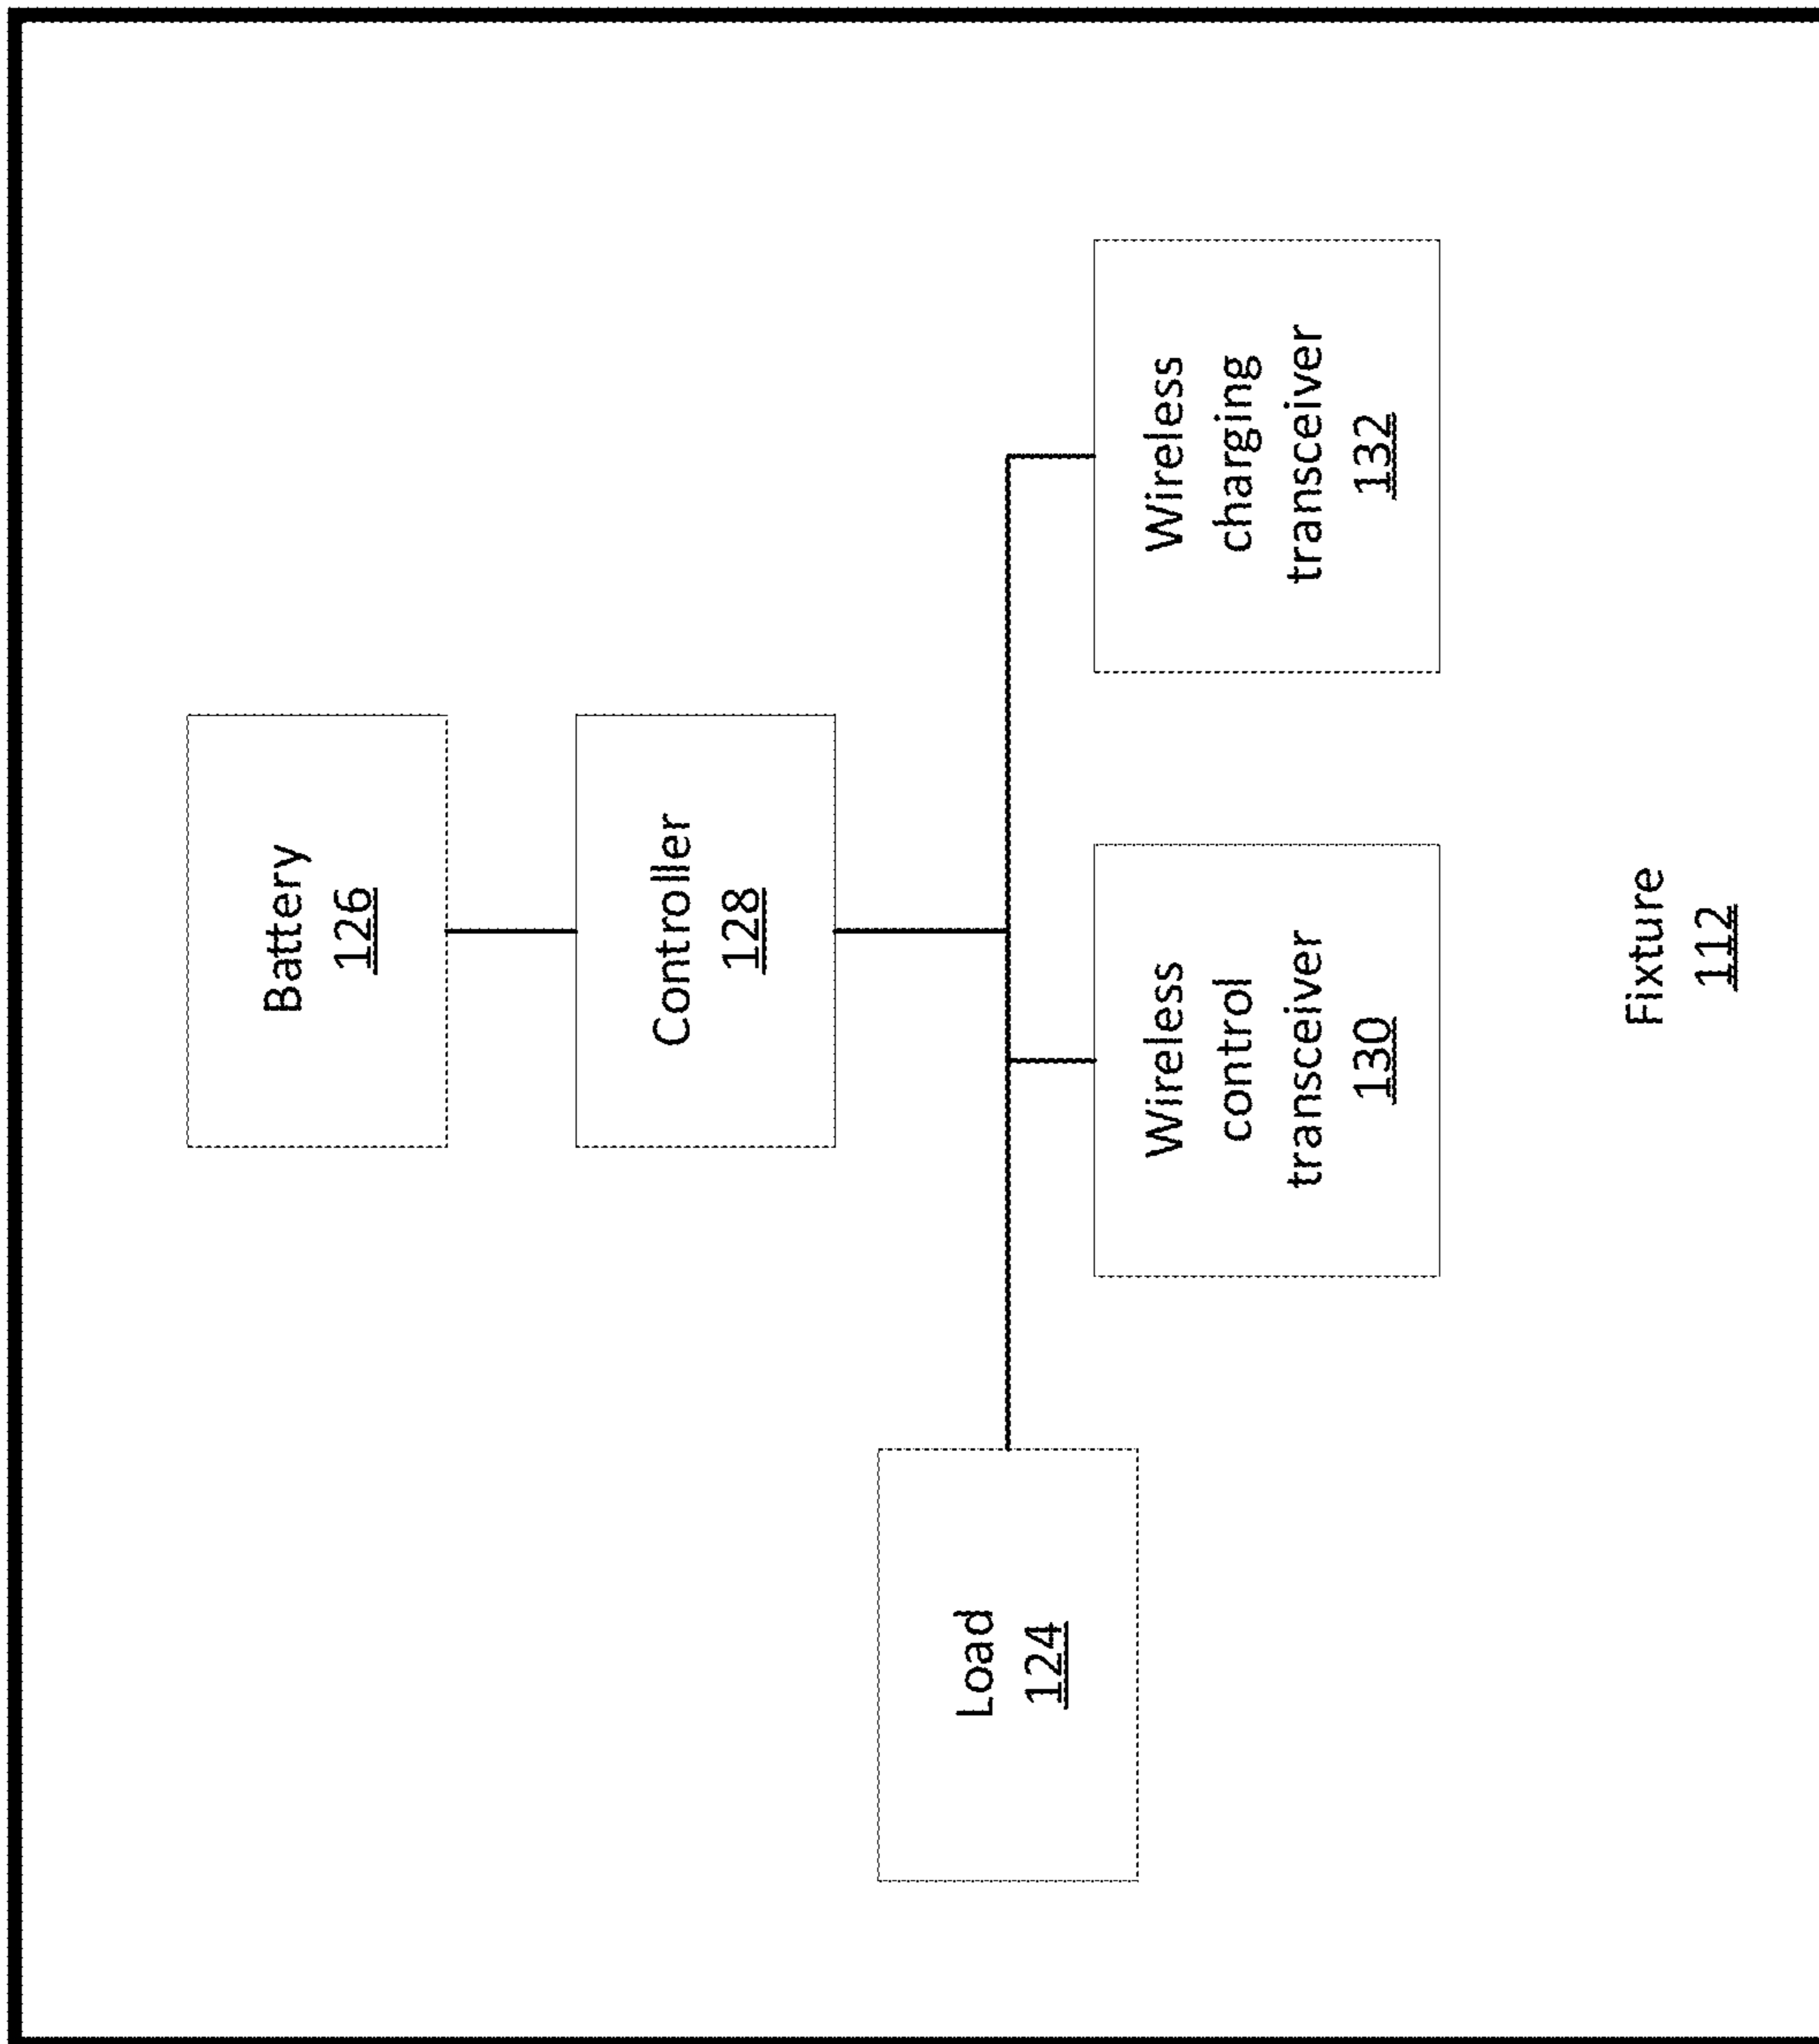 Battery
126
Controller
128
Load
124
Wireless
control
transceiver
130
Wireless
charging
transceiver
132
Fixture
112